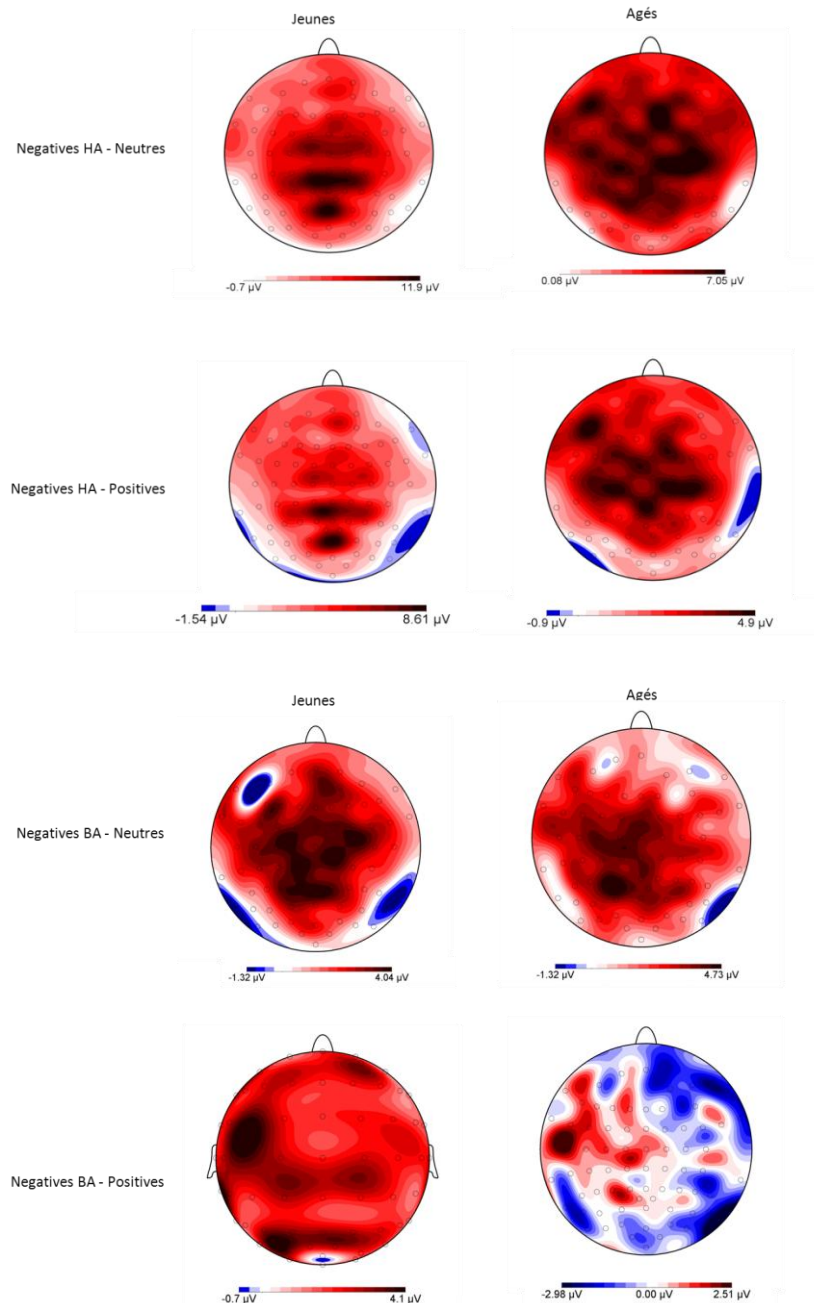 Jeunes Agés
Negatives HA - Neutres
-0.7 µV 11.9 µV 0.08 µV 7.05 µV
Negatives HA - Positives
-1.54 µV 8.61 µV -0.9 µV 4.9 µV
Jeunes Agés
Negatives BA - Neutres
-1.32 µV 4.04 µV -1.32 µV 4.73 µV
Negatives BA - Positives
-0.7 µV 4.1 µV -2.98 µV 0.00 µV 2.51 µV